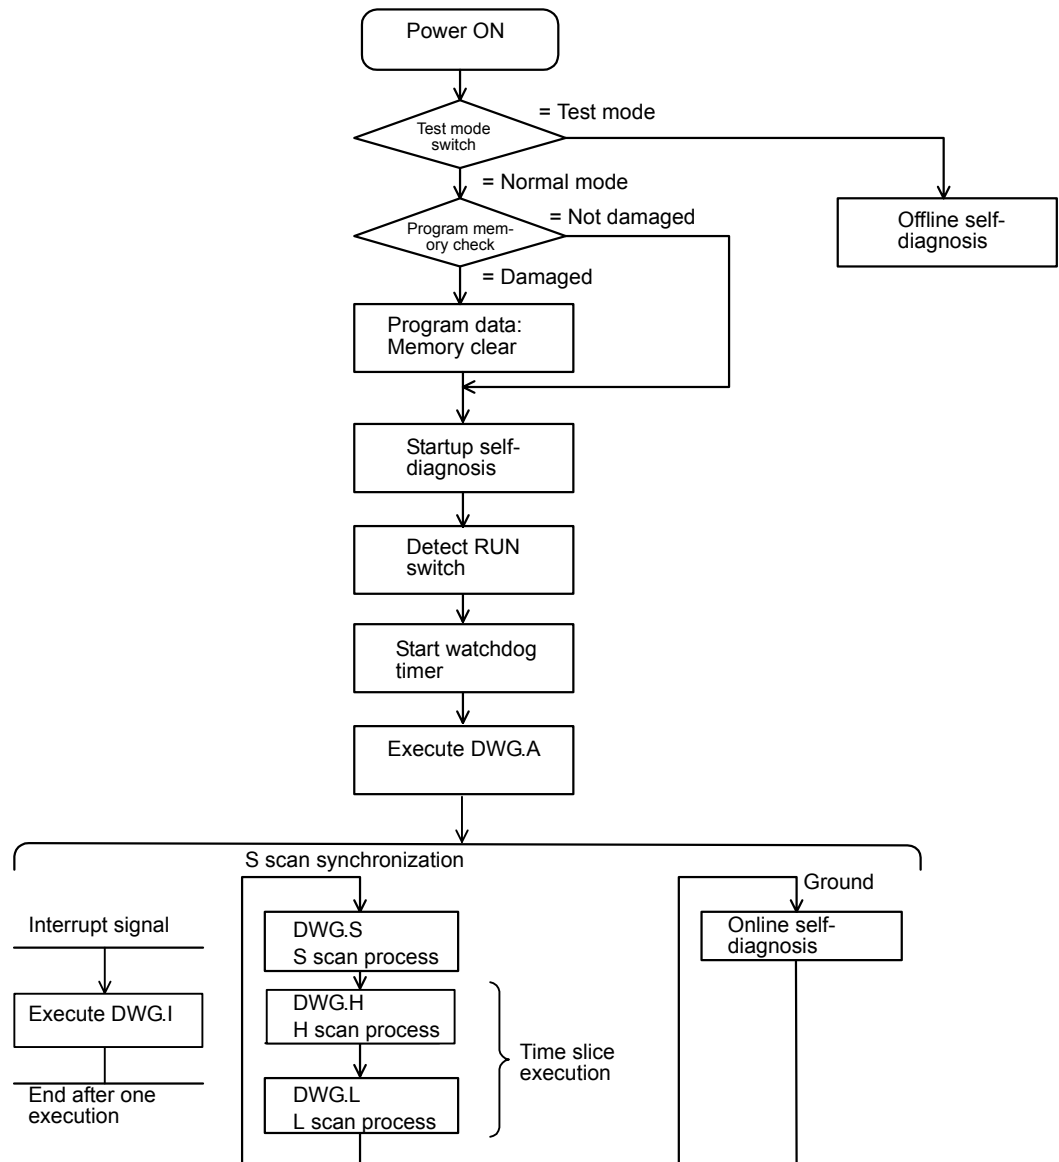 Power ON
= Test mode
Test mode
switch
= Normal mode
= Not damaged
Program mem-
ory check
Offline self-
diagnosis
= Damaged
Program data:
Memory clear
Startup self-
diagnosis
Detect RUN
switch
Start watchdog
timer
Execute DWG.A
S scan synchronization
Interrupt signal
Execute DWG.I
End after one
execution
DWG.S
S scan process
DWG.H
H scan process
DWG.L
L scan process
Time slice
execution
Ground
Online self-
diagnosis